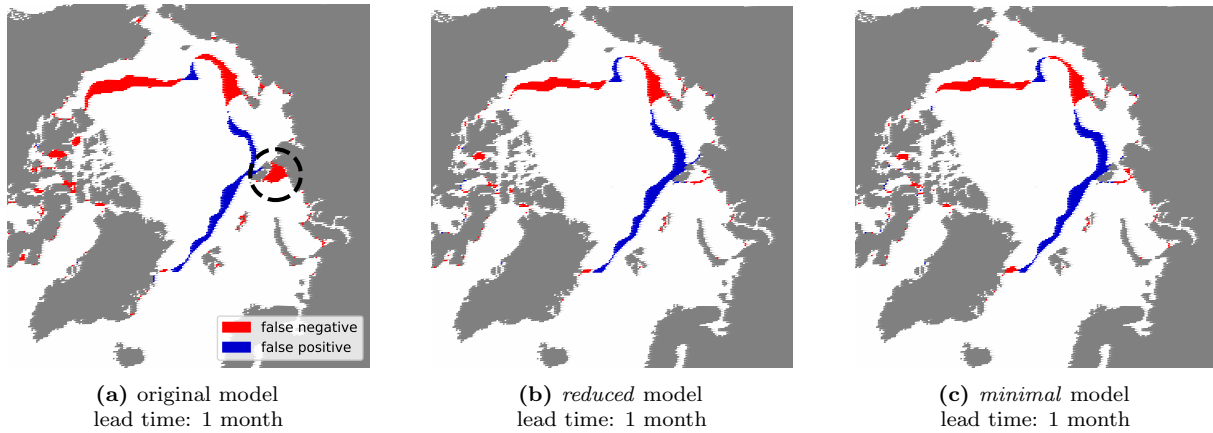 false negative
false positive
(a) original model
lead time: 1 month
(b) reduced model
lead time: 1 month
(c) minimal model
lead time: 1 month